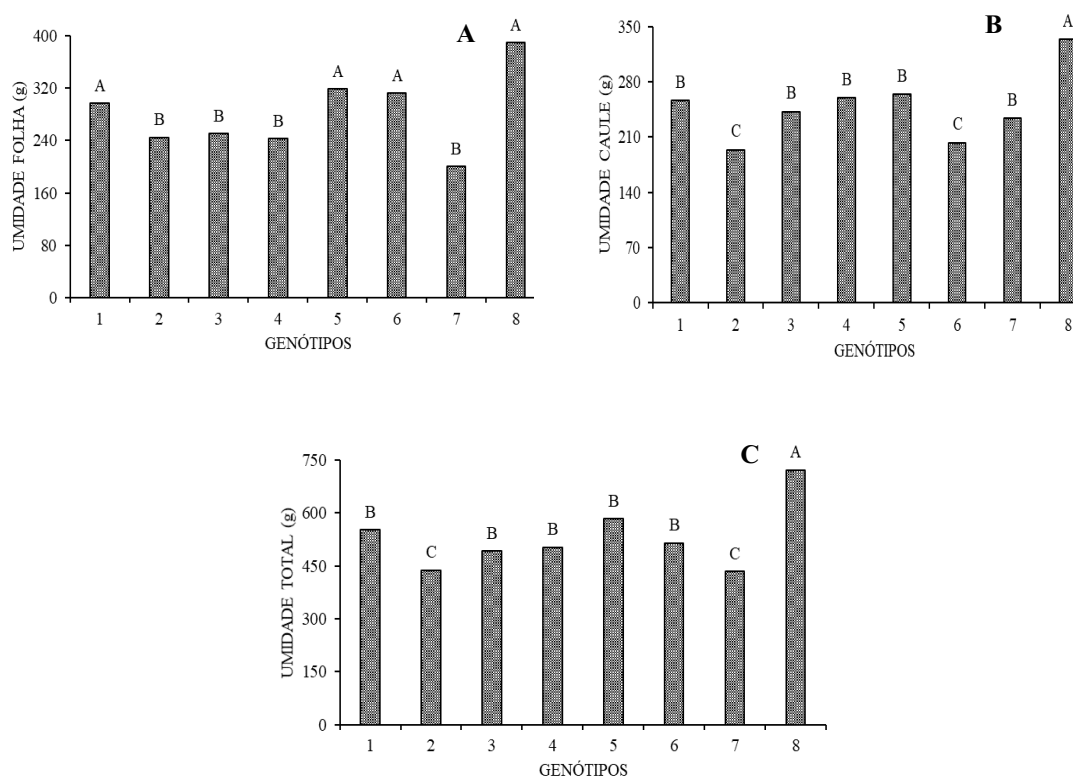 A
UMIDADE FOLHA (g)
400
320
240
160
80
0
A
B
B
B
A
A
B
A
1 2 3 4 5 6 7 8
GENÓTIPOS
B
UMIDADE CAULE (g)
350
280
210
140
70
0
B
C
B
B
B
C
B
A
1 2 3 4 5 6 7 8
GENÓTIPOS
C
UMIDADE TOTAL (g)
750
600
450
300
150
0
B
C
B
B
B
B
C
A
1 2 3 4 5 6 7 8
GENÓTIPOS